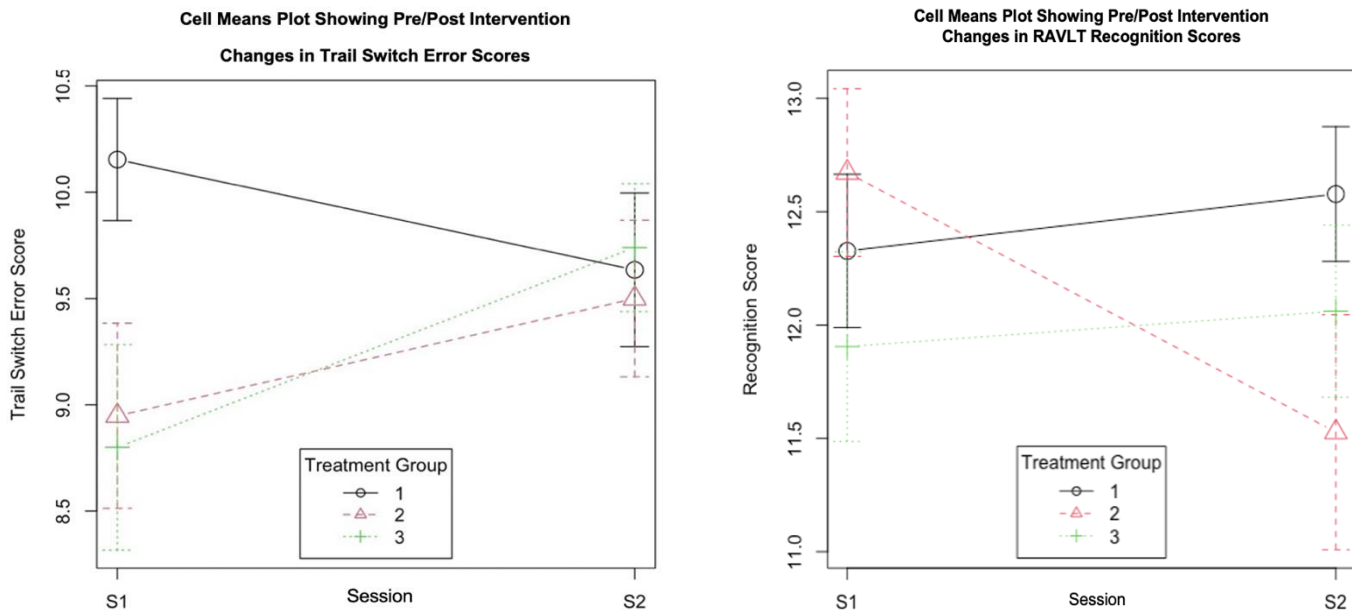 Cell Means Plot Showing Pre/Post Intervention
Changes in Trail Switch Error Scores
10.5
10.0
9.5
9.0
8.5
Trail Switch Error Score
Treatment Group
1
2
3
S1
Session
S2
Cell Means Plot Showing Pre/Post Intervention
Changes in RAVLT Recognition Scores
13.0
12.5
12.0
11.5
11.0
Recognition Score
Treatment Group
1
2
3
S1
Session
S2